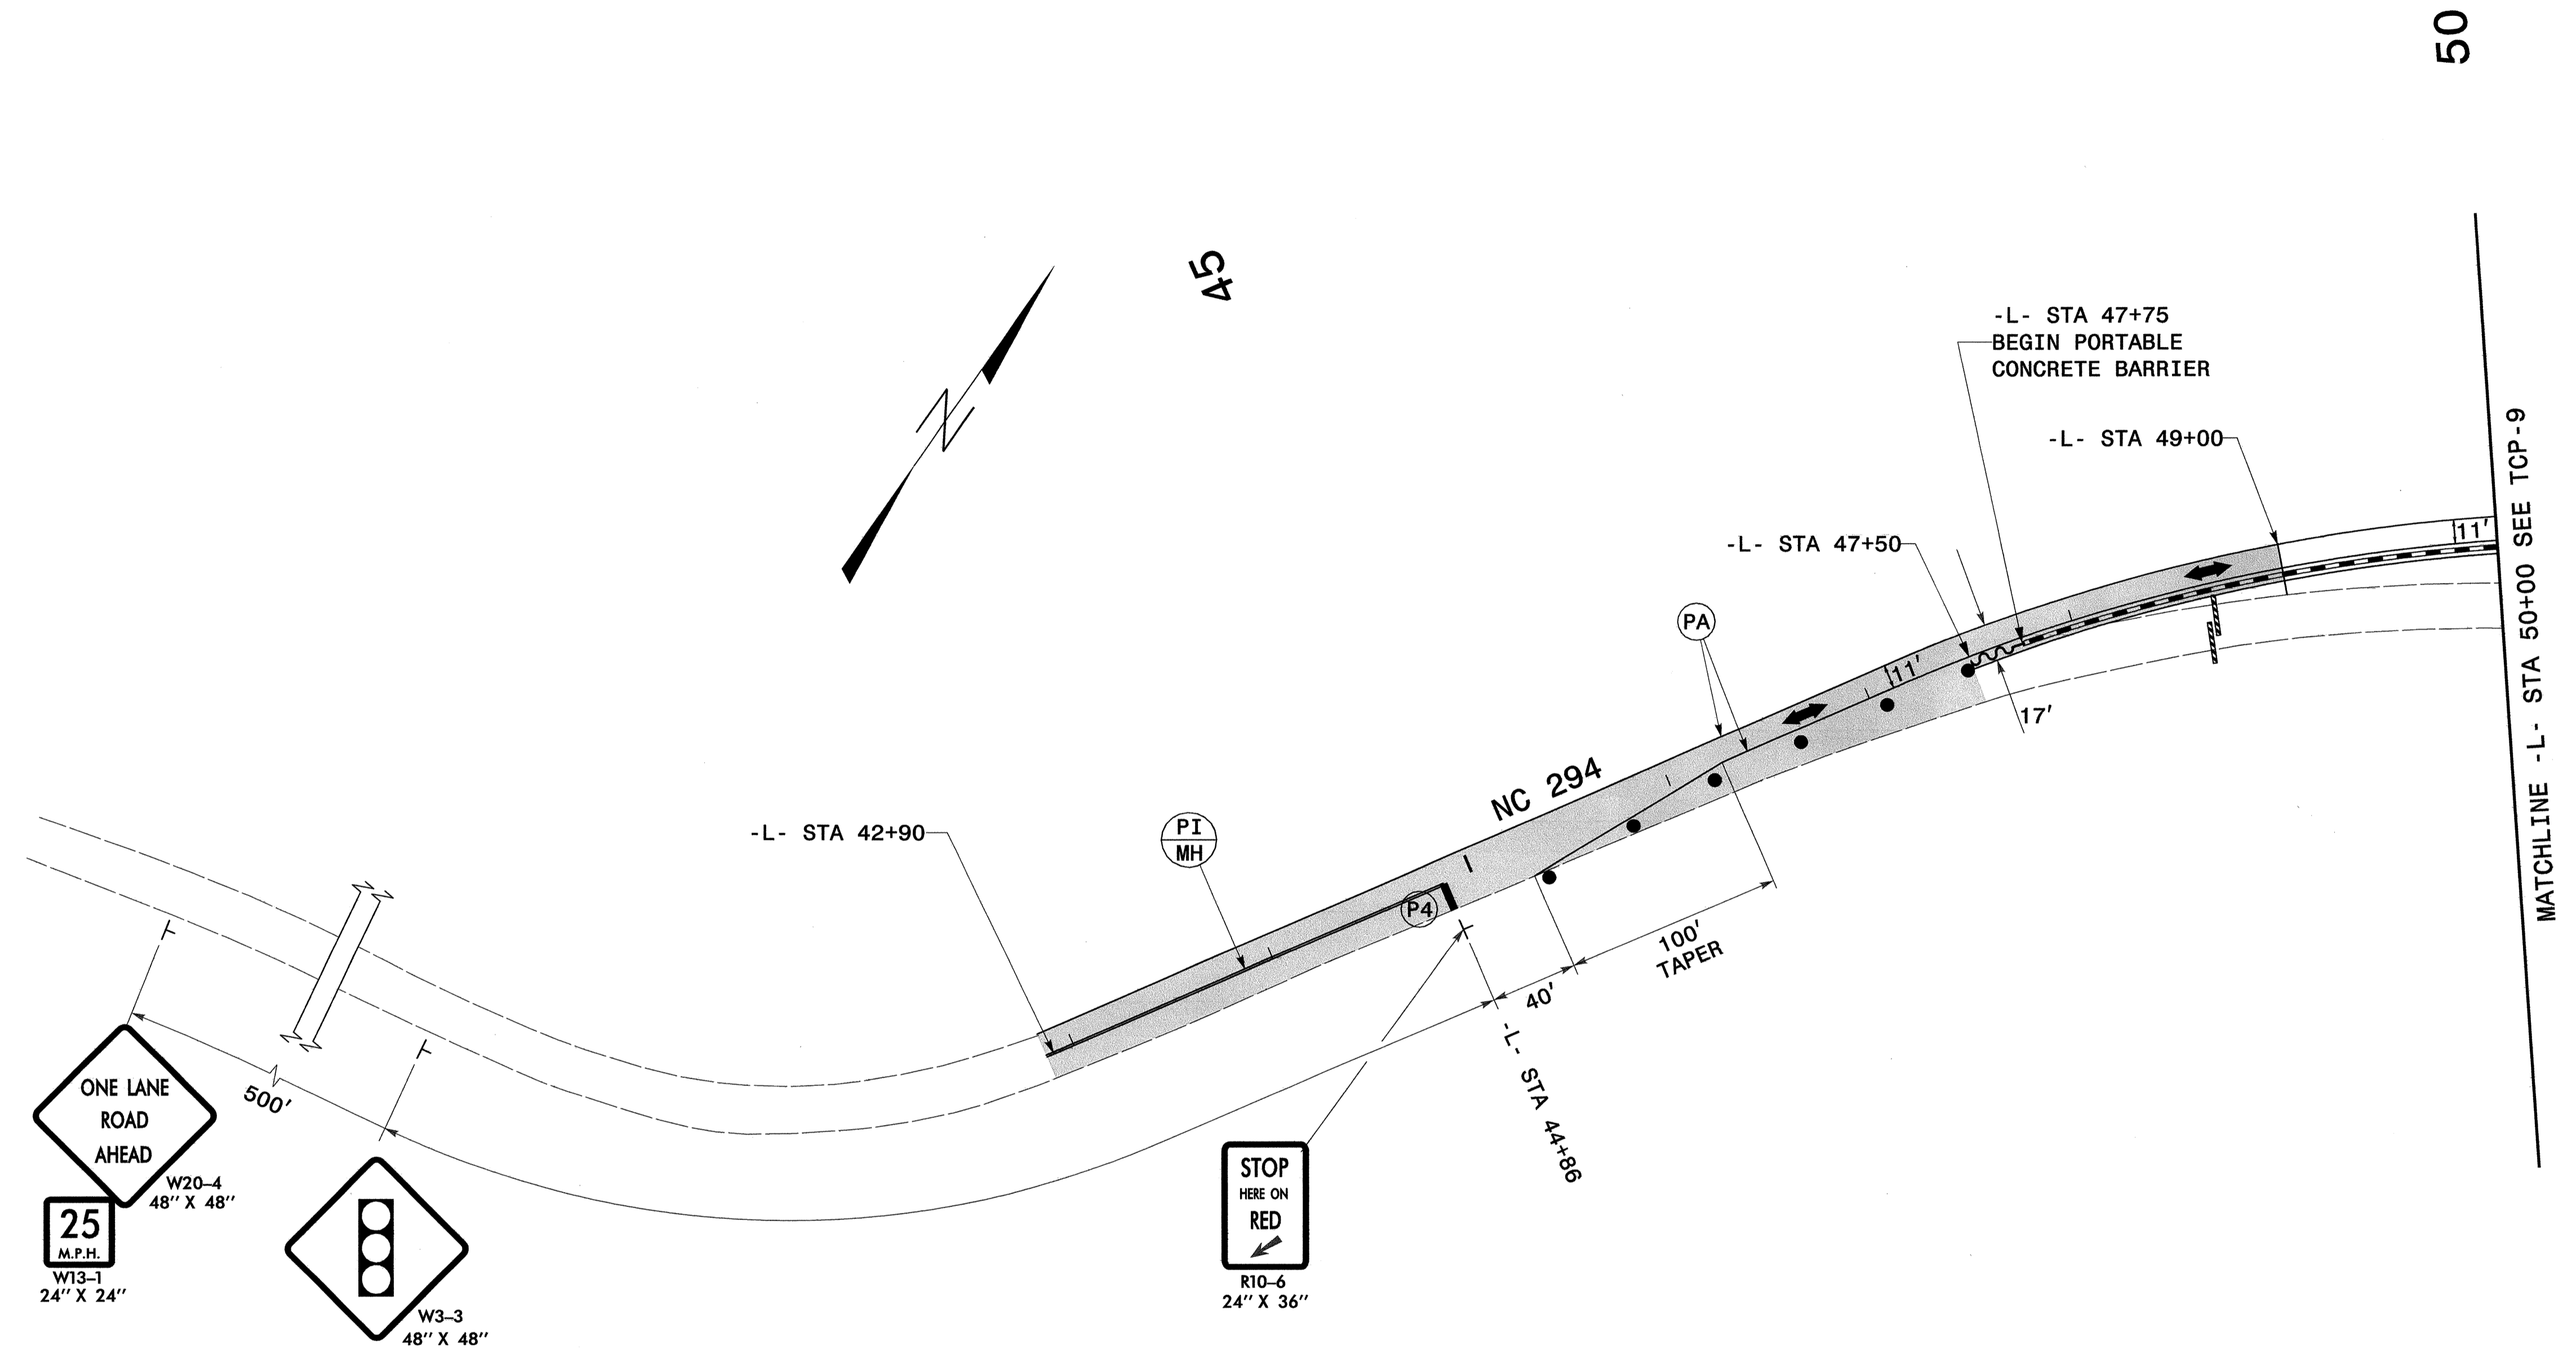 50
45
-L- STA 47+75
BEGIN PORTABLE
CONCRETE BARRIER
-L- STA 49+00
-L- STA 47+50
11'
MATCHLINE -L- STA 50+00 SEE TCP-9
PA
11'
17'
NC 294
-L- STA 42+90
PI
MH
P4
100'
TAPER
40'
-L- STA 44+86
500'
ONE LANE
ROAD
AHEAD
W20-4
48" X 48"
25
M.P.H.
W13-1
24" X 24"
W3-3
48" X 48"
STOP
HERE ON
RED
R10-6
24" X 36"